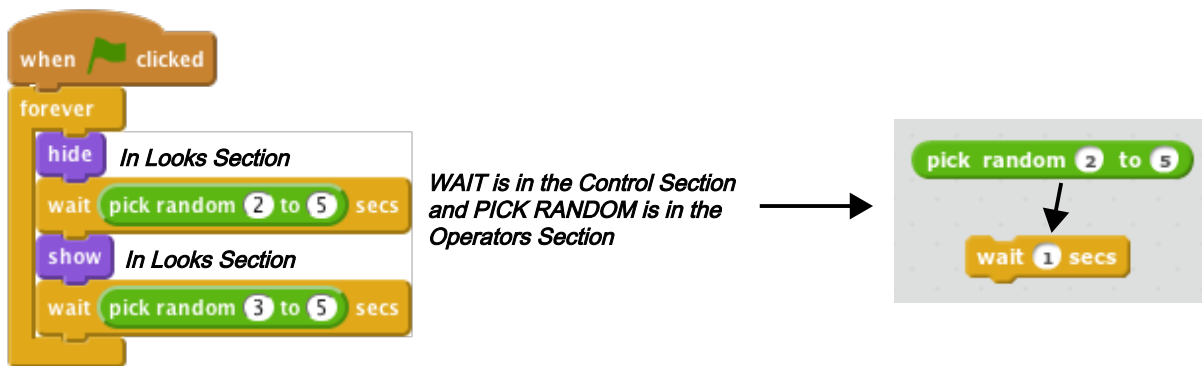 when clicked
forever
hide In Looks Section
wait pick random 2 to 5 secs
show In Looks Section
wait pick random 3 to 5 secs
WAIT is in the Control Section
and PICK RANDOM is in the
Operators Section
pick random 2 to 5
wait 1 secs